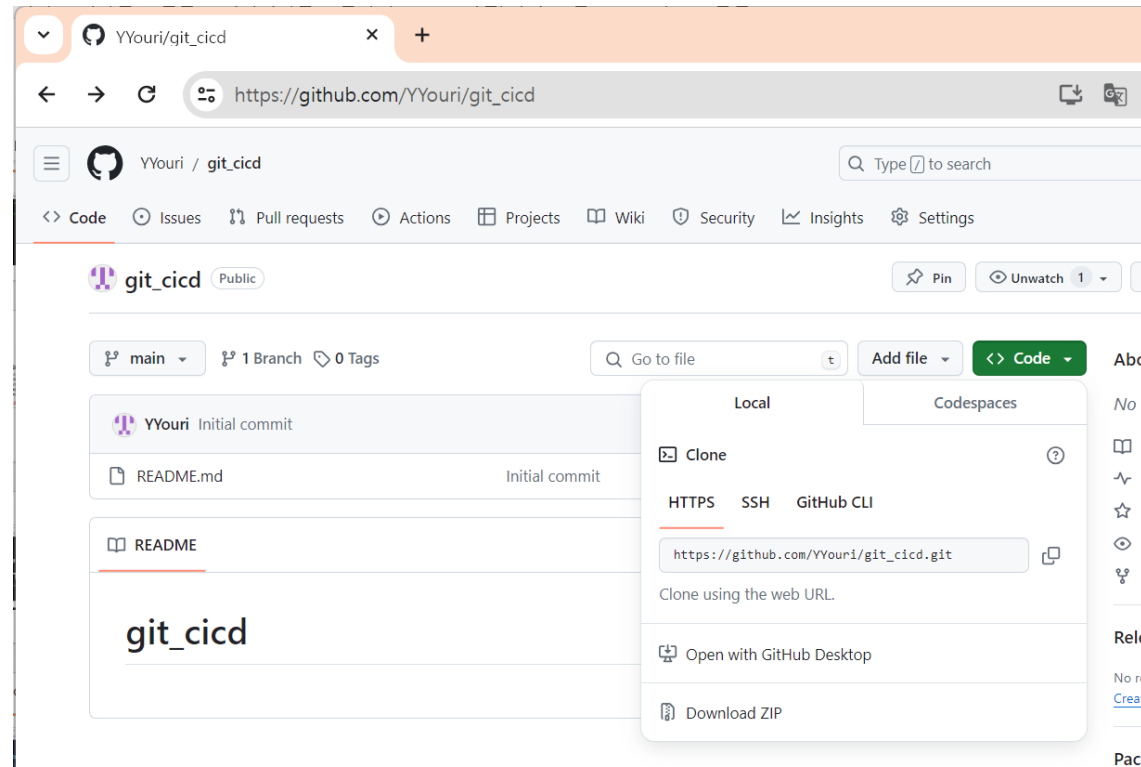 YYouri/git_cicd
https://github.com/YYouri/git_cicd
YYouri / git_cicd
Type / to search
Code Issues Pull requests Actions Projects Wiki Security Insights Settings
git_cicd Public
Pin Unwatch 1
main 1 Branch 0 Tags
Go to file t
Add file
Code
YYouri Initial commit
README.md Initial commit
README
git_cicd
Local Codespaces
Clone
HTTPS SSH GitHub CLI
https://github.com/YYouri/git_cicd.git
Clone using the web URL.
Open with GitHub Desktop
Download ZIP
No